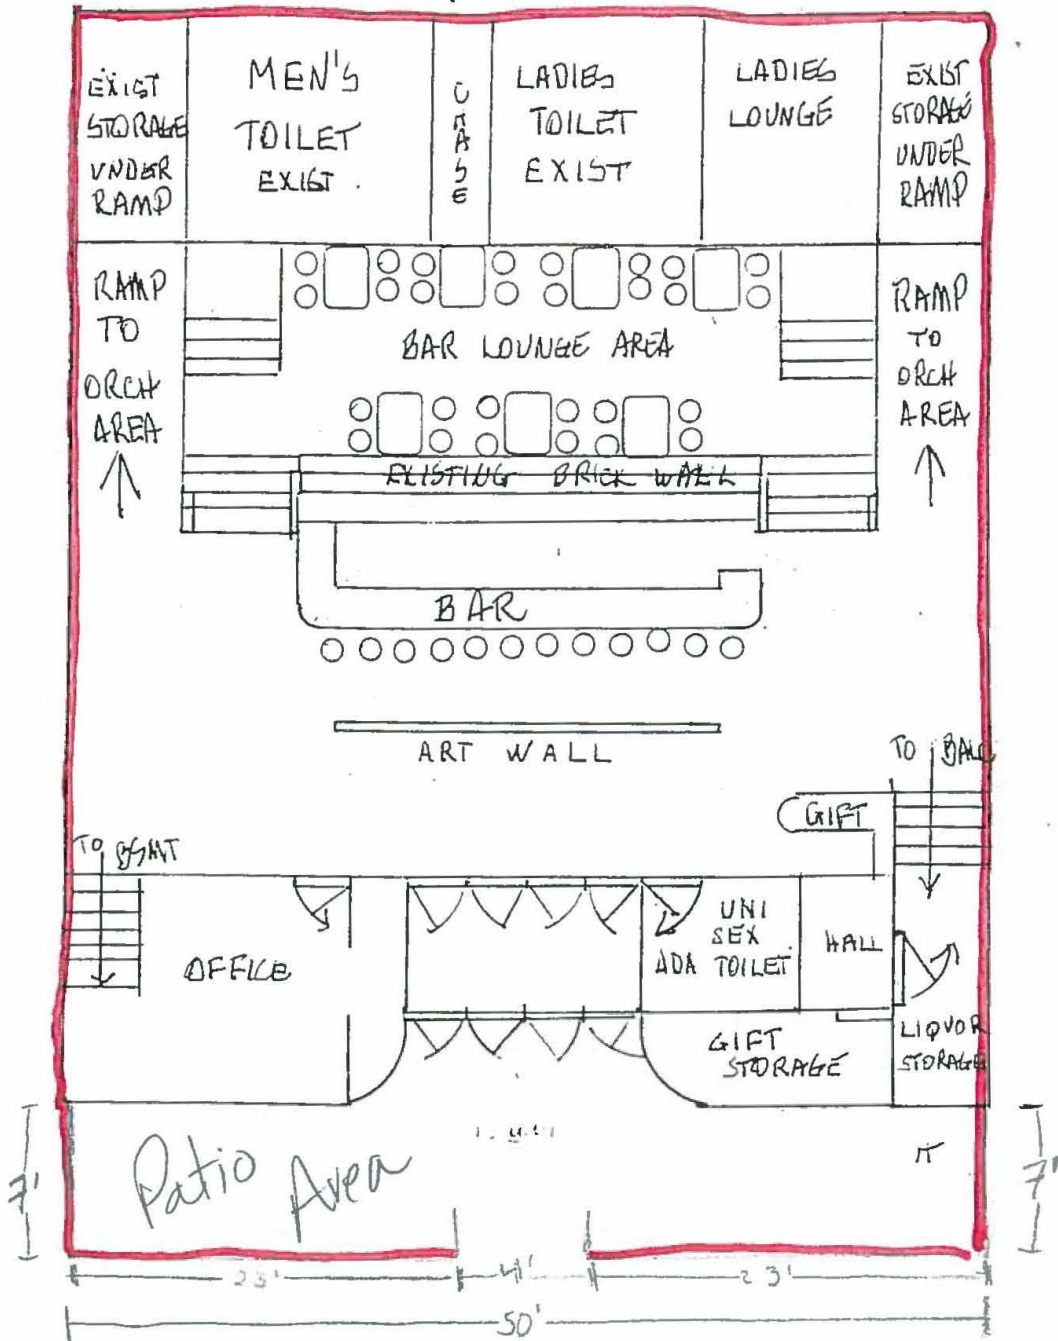 EXIST
STORAGE
UNDER
RAMP
MEN'S
TOILET
EXIST.
CHASE
LADIES
TOILET
EXIST
LADIES
LOUNGE
EXIST
STORAGE
UNDER
RAMP
RAMP
TO
ORCH
AREA
BAR LOUNGE AREA
RAMP
TO
ORCH
AREA
EXISTING BRICK WALL
BAR
ART WALL
TO BALC
GIFT
TO BSMT
OFFICE
UNI
SEX
ADA TOILET
HALL
GIFT
STORAGE
LIQUOR
STORAGE
Patio Area
7'
7'
23'
4'
23'
50'